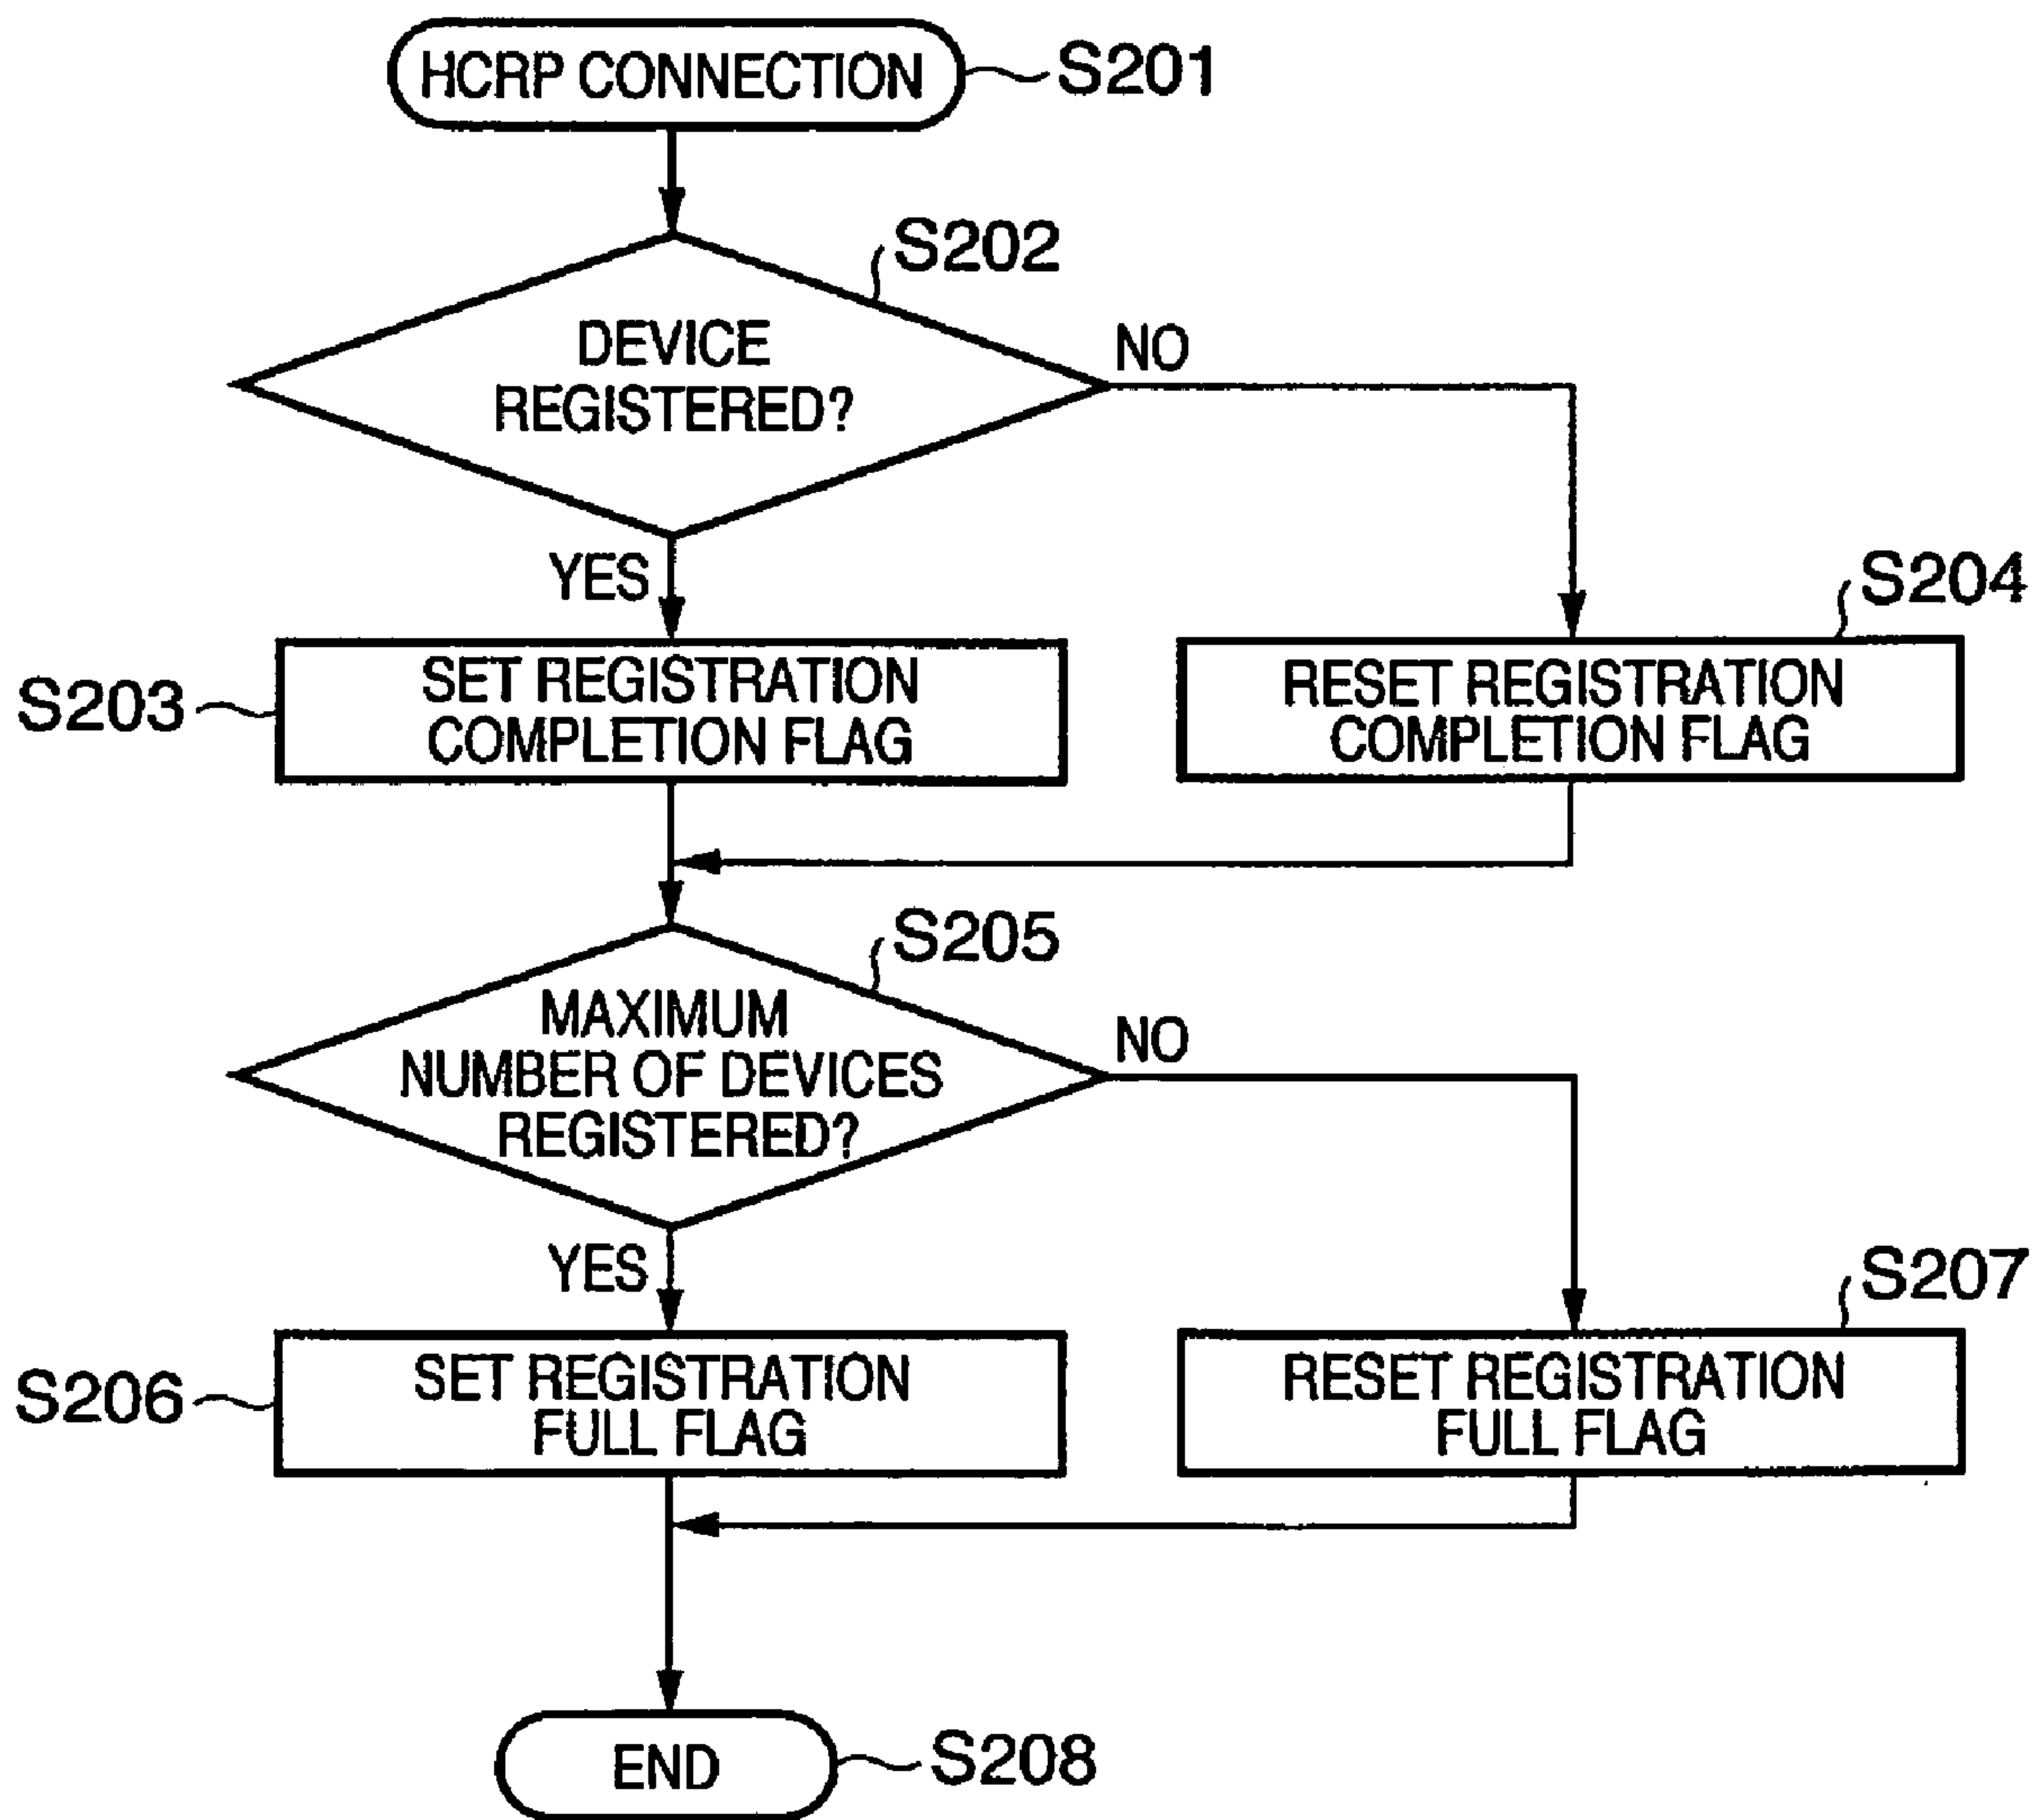 HCRP CONNECTION
S201
S202
DEVICE
REGISTERED?
NO
YES
S204
S203
SET REGISTRATION
COMPLETION FLAG
RESET REGISTRATION
COMPLETION FLAG
S205
MAXIMUM
NUMBER OF DEVICES
REGISTERED?
NO
YES
S207
S206
SET REGISTRATION
FULL FLAG
RESET REGISTRATION
FULL FLAG
END
S208